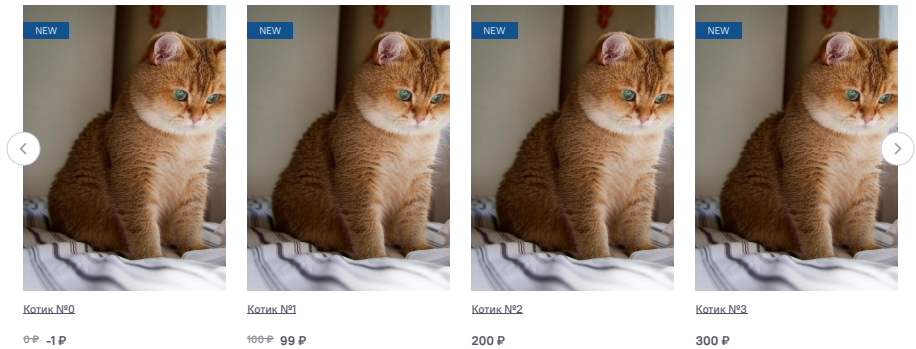 NEW
NEW
NEW
NEW
Котик №0
Котик №1
Котик №2
Котик №3
0 ₽ -1 ₽
100 ₽ 99 ₽
200 ₽
300 ₽